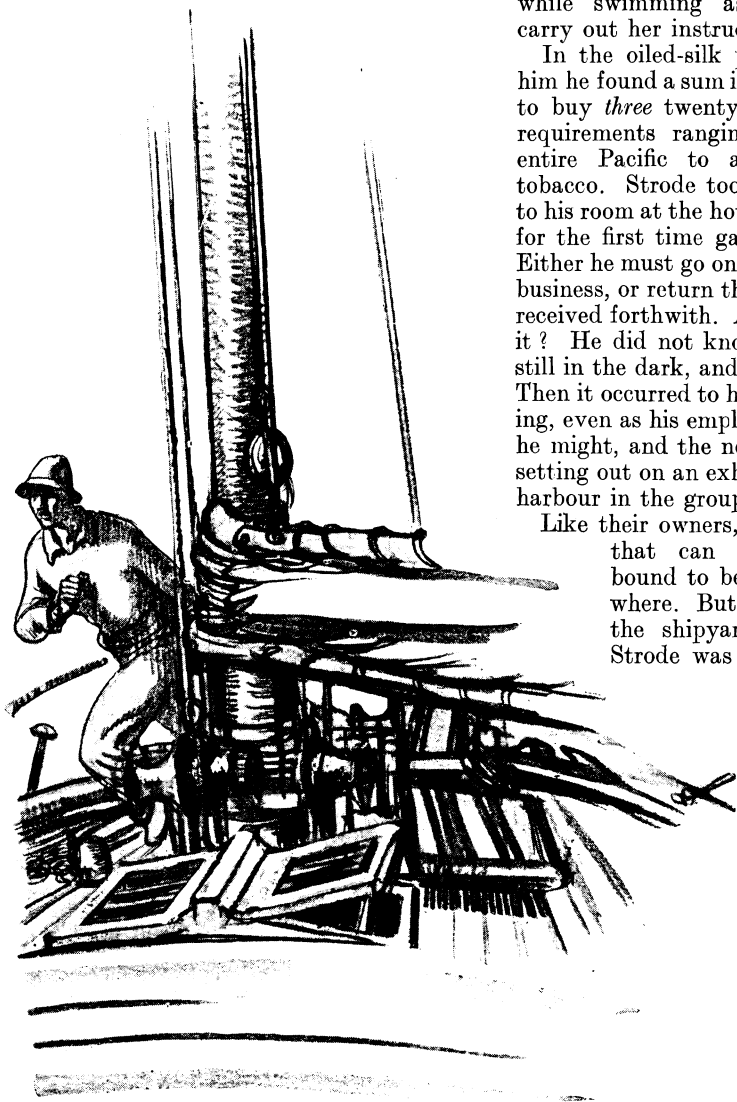 while swimming
carry out her instru
In the oiled-silk
him he found a sum i
to buy three twenty
requirements rangin
entire Pacific to a
tobacco. Strode too
to his room at the ho
for the first time ga
Either he must go on
business, or return th
received forthwith.
it ? He did not kno
still in the dark, and
Then it occurred to h
ing, even as his empl
he might, and the n
setting out on an exh
harbour in the group
Like their owners,
that can
bound to be
where. But
the shipyar
Strode was